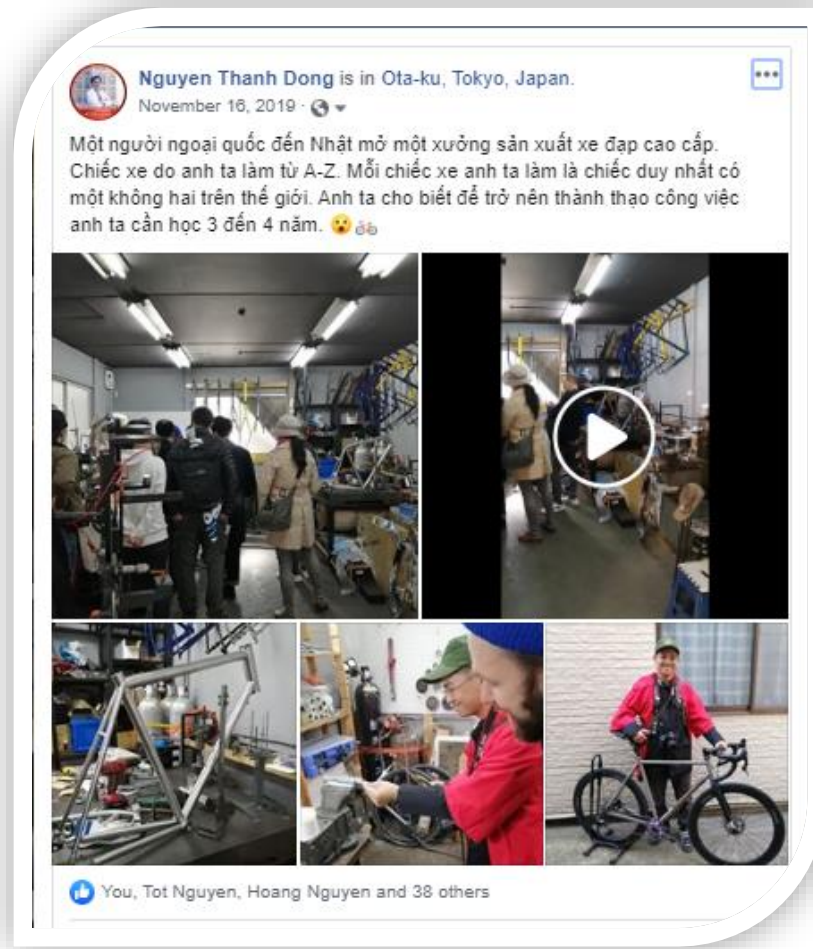 Nguyen Thanh Dong is in Ota-ku, Tokyo, Japan.
November 16, 2019 ·
Một người ngoại quốc đến Nhật mở một xưởng sản xuất xe đạp cao cấp.
Chiếc xe do anh ta làm từ A-Z. Mỗi chiếc xe anh ta làm là chiếc duy nhất có
một không hai trên thế giới. Anh ta cho biết để trở nên thành thạo công việc
anh ta cần học 3 đến 4 năm. 😮🚲
You, Tot Nguyen, Hoang Nguyen and 38 others